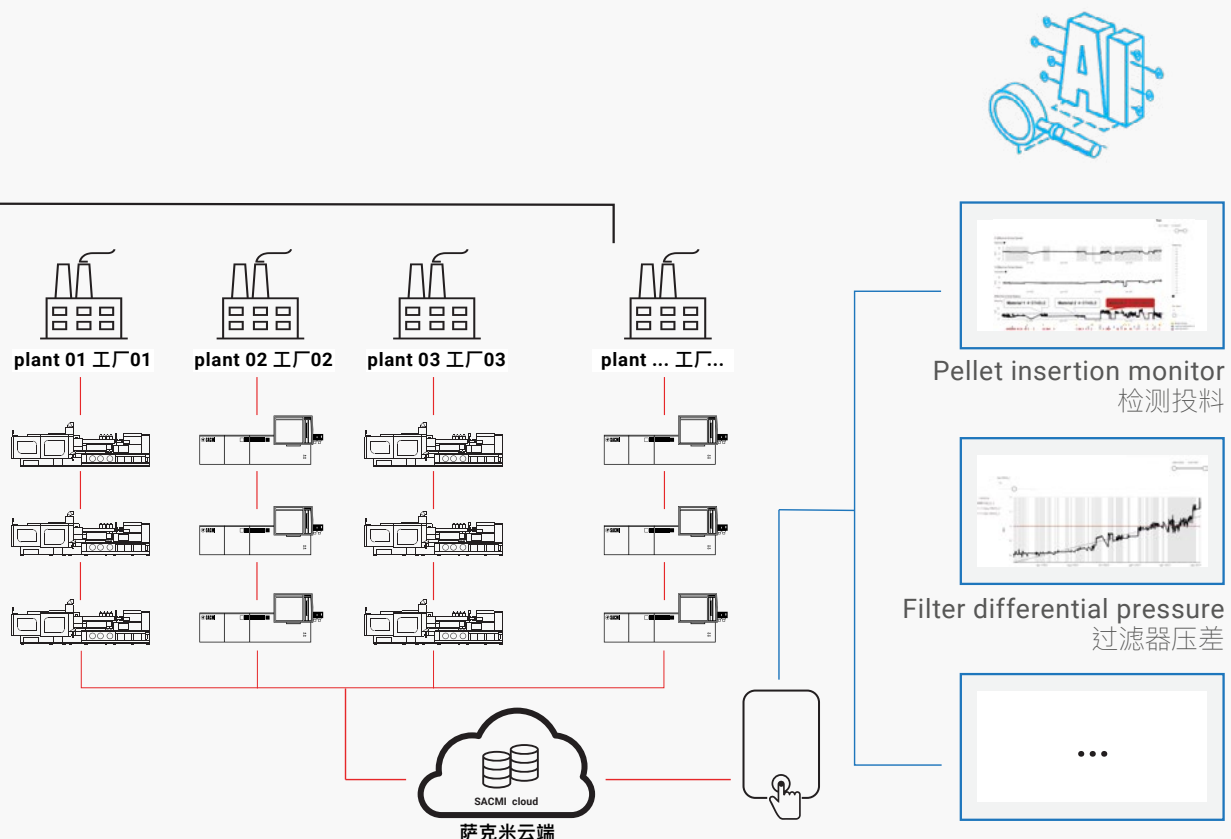 AI
plant 01 工厂01
plant 02 工厂02
plant 03 工厂03
plant ... 工厂...
SACMI
SACMI
SACMI
SACMI
SACMI
SACMI
Pellet insertion monitor
检测投料
Filter differential pressure
过滤器压差
...
SACMI cloud
萨克米云端